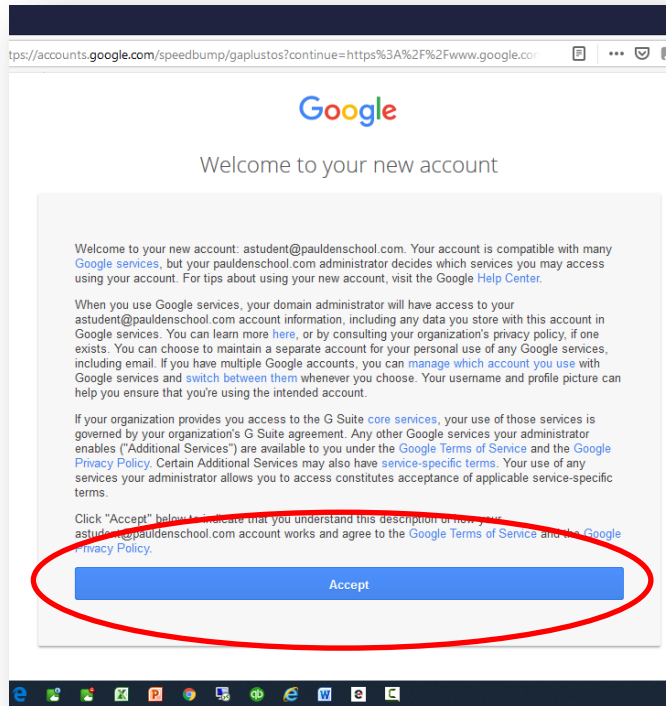 tps://accounts.google.com/speedbump/gaplustos?continue=https%3A%2F%2Fwww.google.com
Google
Welcome to your new account
Welcome to your new account: astudent@pauldenschool.com. Your account is compatible with many
Google services, but your pauldenschool.com administrator decides which services you may access
using your account. For tips about using your new account, visit the Google Help Center.
When you use Google services, your domain administrator will have access to your
astudent@pauldenschool.com account information, including any data you store with this account in
Google services. You can learn more here, or by consulting your organization's privacy policy, if one
exists. You can choose to maintain a separate account for your personal use of any Google services,
including email. If you have multiple Google accounts, you can manage which account you use with
Google services and switch between them whenever you choose. Your username and profile picture can
help you ensure that you're using the intended account.
If your organization provides you access to the G Suite core services, your use of those services is
governed by your organization's G Suite agreement. Any other Google services your administrator
enables ("Additional Services") are available to you under the Google Terms of Service and the Google
Privacy Policy. Certain Additional Services may also have service-specific terms. Your use of any
services your administrator allows you to access constitutes acceptance of applicable service-specific
terms.
Click "Accept" below to indicate that you understand this description of how your
astudent@pauldenschool.com account works and agree to the Google Terms of Service and the Google
Privacy Policy.
Accept